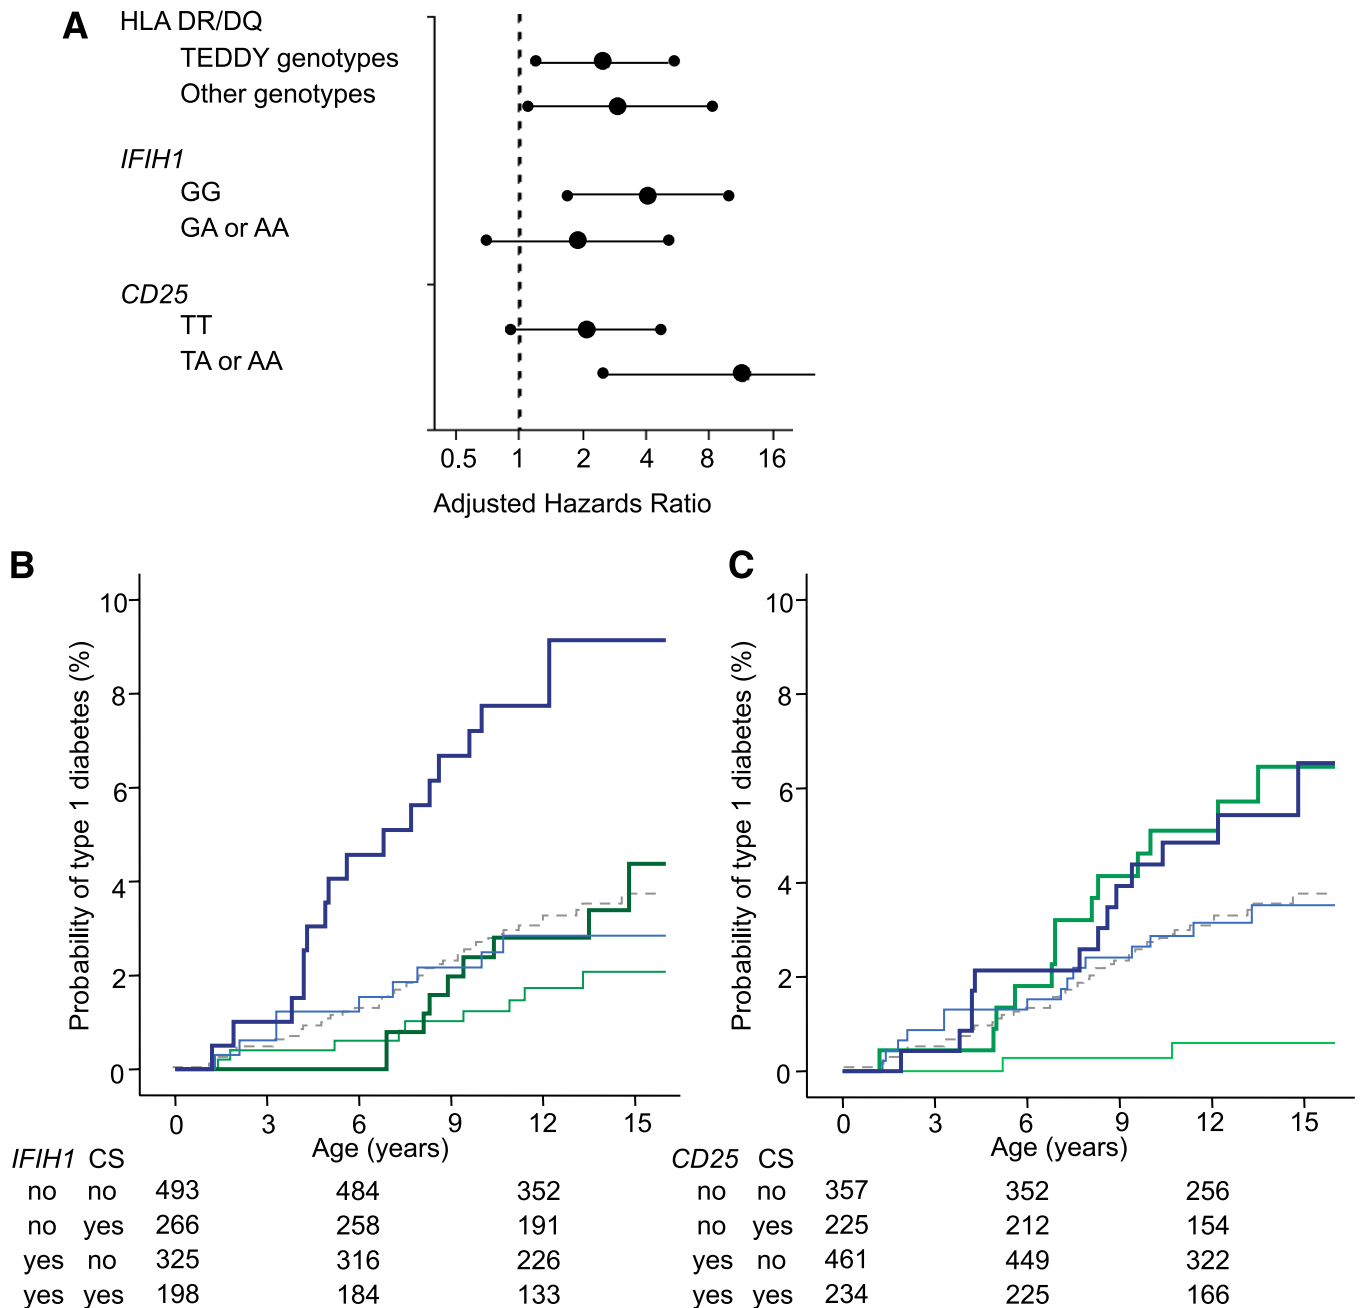 A
HLA DR/DQ
TEDDY genotypes
Other genotypes
IFIH1
GG
GA or AA
CD25
TT
TA or AA
0.5 1 2 4 8 16
Adjusted Hazards Ratio
B
Probability of type 1 diabetes (%)
10
8
6
4
2
0
0 3 6 9 12 15
Age (years)
IFIH1 CS
no no 493 484 352
no yes 266 258 191
yes no 325 316 226
yes yes 198 184 133
C
Probability of type 1 diabetes (%)
10
8
6
4
2
0
0 3 6 9 12 15
Age (years)
CD25 CS
no no 357 352 256
no yes 225 212 154
yes no 461 449 322
yes yes 234 225 166